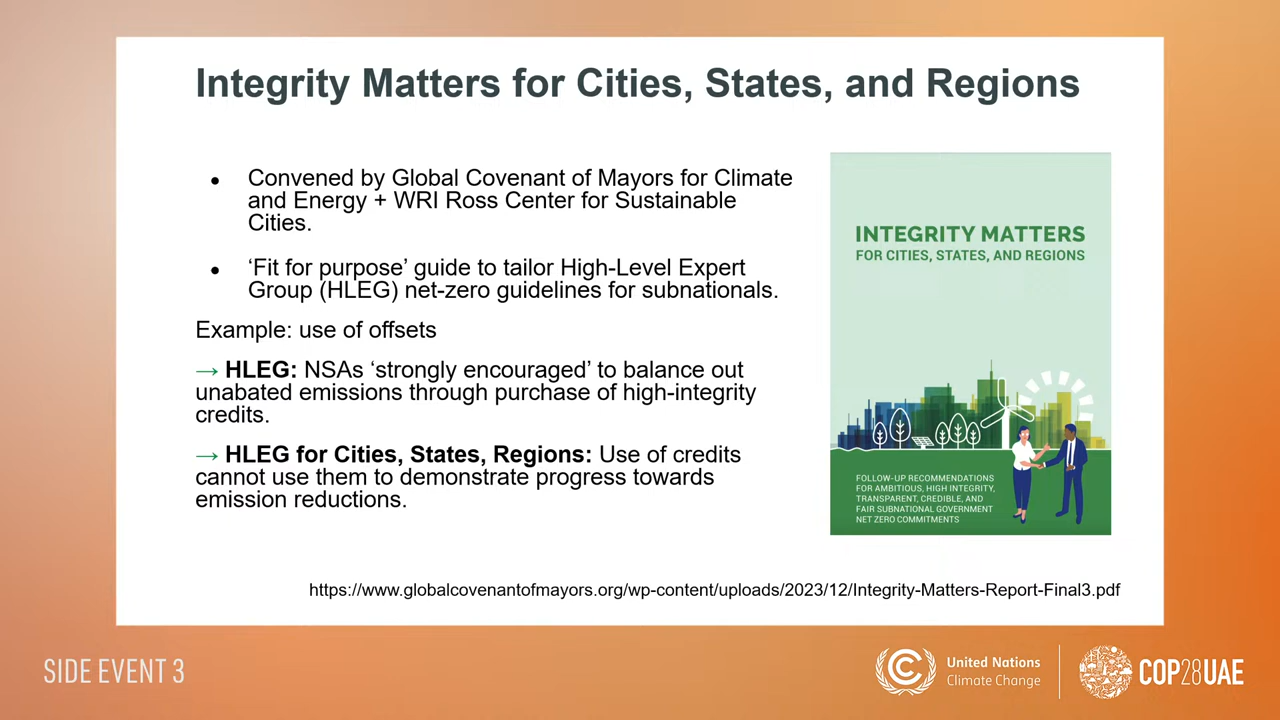 Integrity Matters for Cities, States, and Regions
● Convened by Global Covenant of Mayors for Climate
and Energy + WRI Ross Center for Sustainable
Cities.
● ‘Fit for purpose’ guide to tailor High-Level Expert
Group (HLEG) net-zero guidelines for subnationals.
Example: use of offsets
→ HLEG: NSAs ‘strongly encouraged’ to balance out
unabated emissions through purchase of high-integrity
credits.
→ HLEG for Cities, States, Regions: Use of credits
cannot use them to demonstrate progress towards
emission reductions.
INTEGRITY MATTERS
FOR CITIES, STATES, AND REGIONS
FOLLOW-UP RECOMMENDATIONS
FOR AMBITIOUS, HIGH INTEGRITY,
TRANSPARENT, CREDIBLE, AND
FAIR SUBNATIONAL GOVERNMENT
NET ZERO COMMITMENTS
https://www.globalcovenantofmayors.org/wp-content/uploads/2023/12/Integrity-Matters-Report-Final3.pdf
SIDE EVENT 3
United Nations
Climate Change
COP28UAE